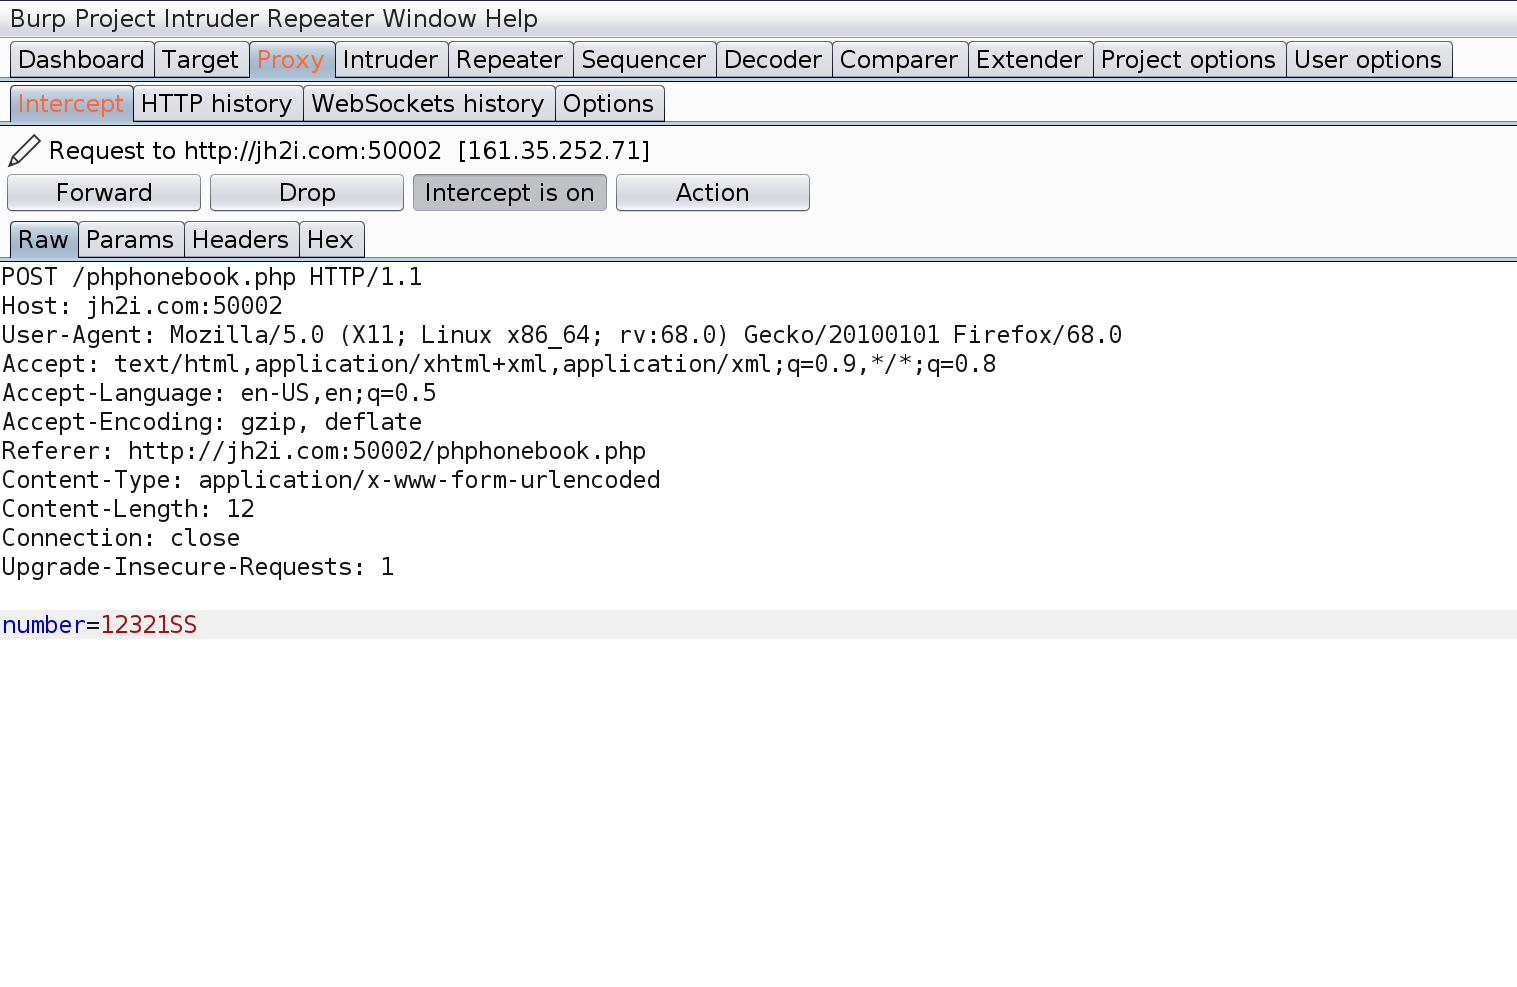 Burp Project Intruder Repeater Window Help
Dashboard Target Proxy Intruder Repeater Sequencer Decoder Comparer Extender Project options User options
Intercept HTTP history WebSockets history Options
Request to http://jh2i.com:50002 [161.35.252.71]
Forward Drop Intercept is on Action
Raw Params Headers Hex
POST /phphonebook.php HTTP/1.1
Host: jh2i.com:50002
User-Agent: Mozilla/5.0 (X11; Linux x86_64; rv:68.0) Gecko/20100101 Firefox/68.0
Accept: text/html,application/xhtml+xml,application/xml;q=0.9,*/*;q=0.8
Accept-Language: en-US,en;q=0.5
Accept-Encoding: gzip, deflate
Referer: http://jh2i.com:50002/phphonebook.php
Content-Type: application/x-www-form-urlencoded
Content-Length: 12
Connection: close
Upgrade-Insecure-Requests: 1
number=12321SS